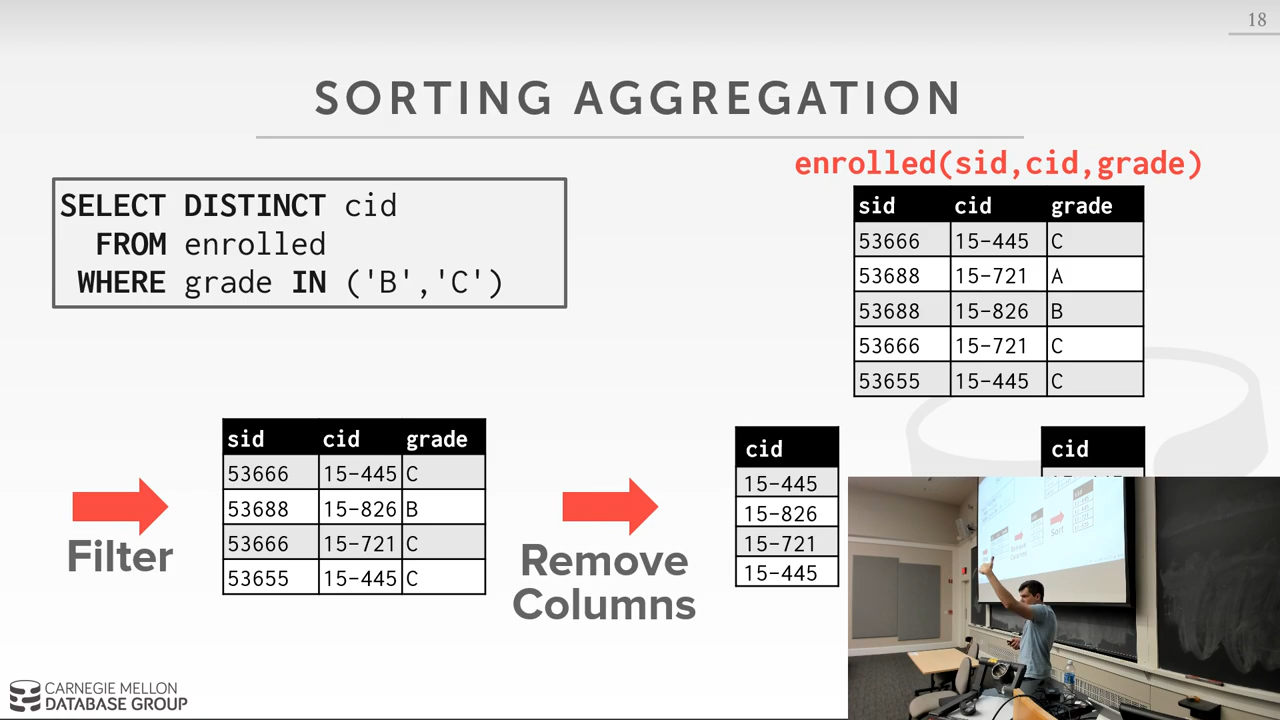 18
SORTING AGGREGATION
enrolled(sid,cid,grade)
SELECT DISTINCT cid
FROM enrolled
WHERE grade IN ('B','C')
sid cid grade
53666 15-445 C
53688 15-721 A
53688 15-826 B
53666 15-721 C
53655 15-445 C
Filter
sid cid grade
53666 15-445 C
53688 15-826 B
53666 15-721 C
53655 15-445 C
Remove
Columns
cid
15-445
15-826
15-721
15-445
cid
Remove
Columns
Sort
CARNEGIE MELLON
DATABASE GROUP